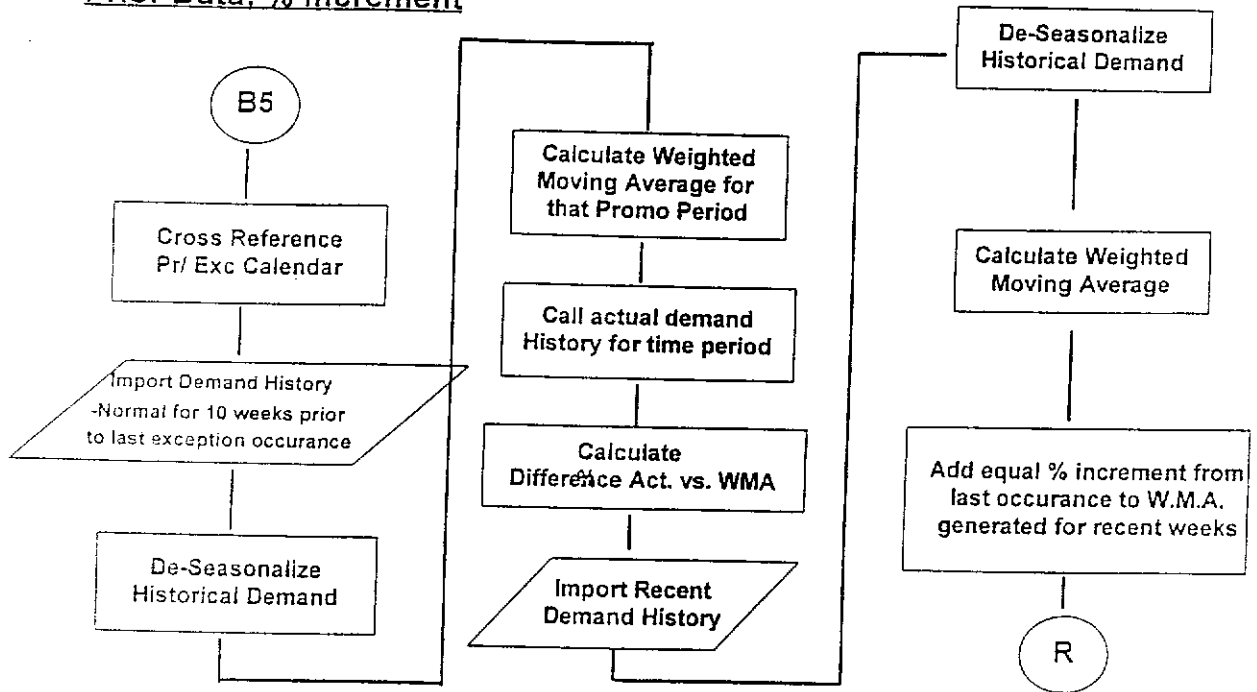 Data, % Increment
B5
Cross Reference
Pr/ Exc Calendar
Import Demand History
-Normal for 10 weeks prior
to last exception occurance
De-Seasonalize
Historical Demand
Calculate Weighted
Moving Average for
that Promo Period
Call actual demand
History for time period
Calculate
Difference Act. vs. WMA
Import Recent
Demand History
De-Seasonalize
Historical Demand
Calculate Weighted
Moving Average
Add equal % increment from
last occurance to W.M.A.
generated for recent weeks
R